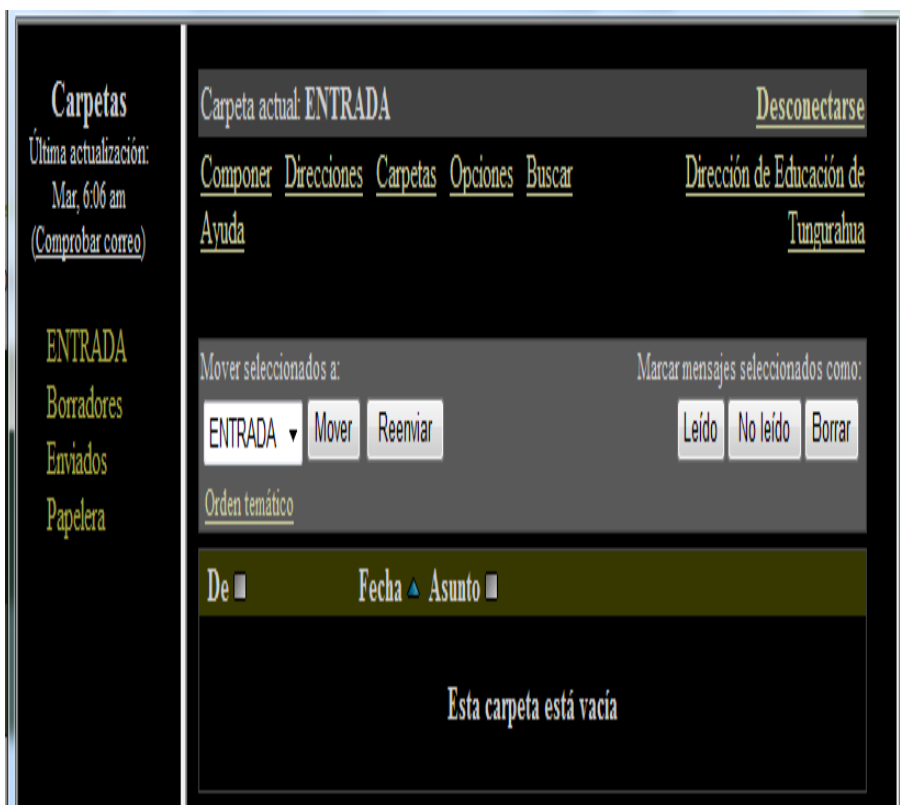 Carpetas
Última actualización:
Mar, 6:06 am
(Comprobar correo)
ENTRADA
Borradores
Enviados
Papelera
Carpeta actual: ENTRADA Desconectarse
Componer Direcciones Carpetas Opciones Buscar Dirección de Educación de
Ayuda Tungurahua
Mover seleccionados a: Marcar mensajes seleccionados como:
ENTRADA Mover Reenviar Leído No leído Borrar
Orden temático
De Fecha Asunto
Esta carpeta está vacía